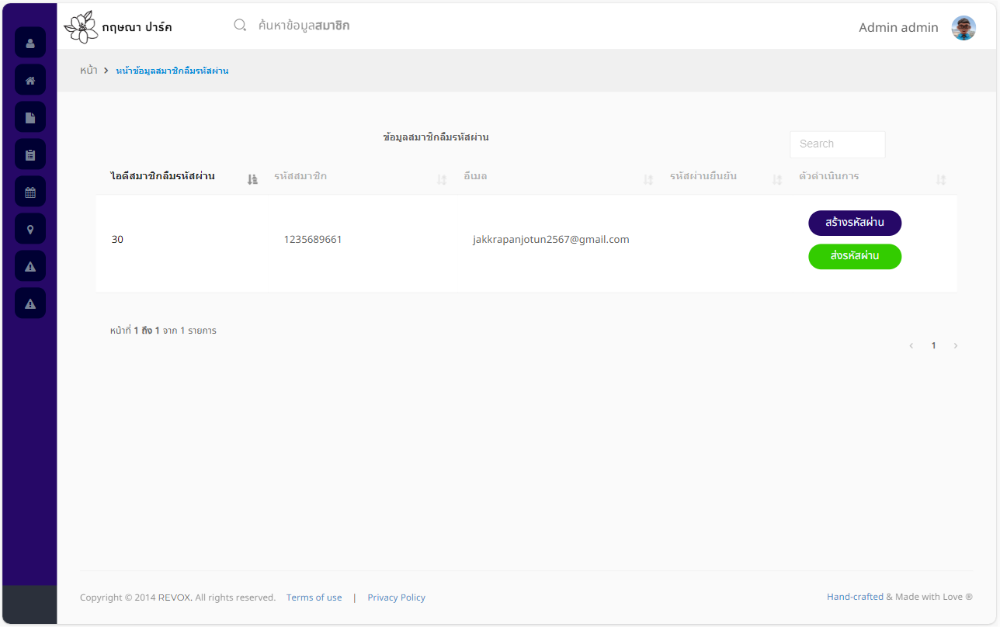 กฤษณา ปาร์ค
ค้นหาข้อมูลสมาชิก
Admin admin
หน้า > หน้าข้อมูลสมาชิกลืมรหัสผ่าน
ข้อมูลสมาชิกลืมรหัสผ่าน
Search
ไอดีสมาชิกลืมรหัสผ่าน รหัสสมาชิก อีเมล รหัสผ่านยืนยัน ตัวดำเนินการ
30 1235689661 jakkrapanjotun2567@gmail.com
สร้างรหัสผ่าน
ส่งรหัสผ่าน
หน้าที่ 1 ถึง 1 จาก 1 รายการ
‹ 1 ›
Copyright © 2014 REVOX. All rights reserved. Terms of use | Privacy Policy
Hand-crafted & Made with Love ®